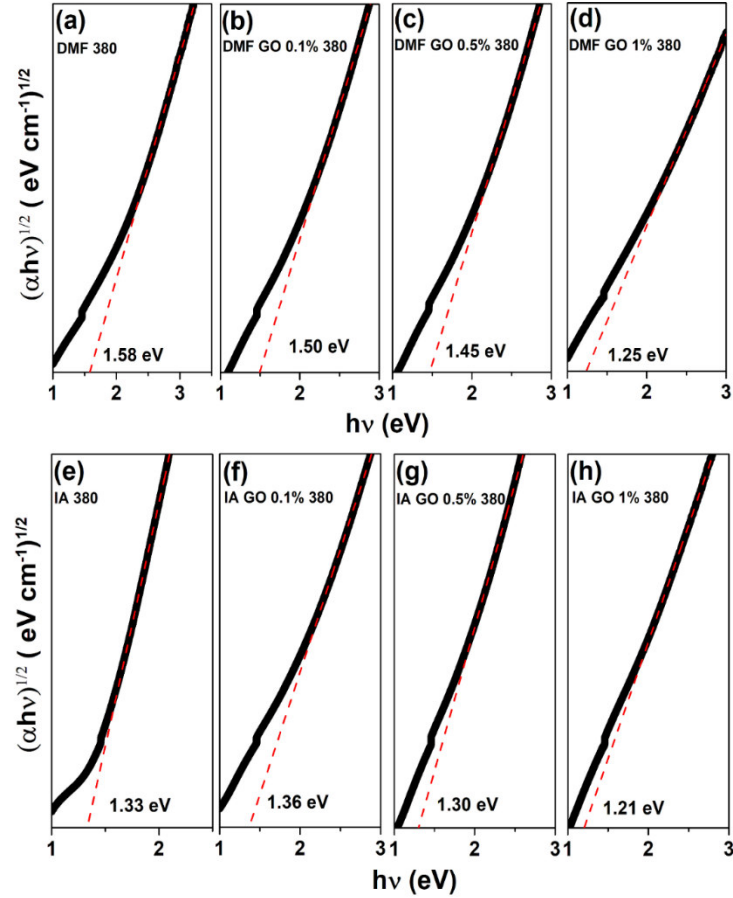 (a)
DMF 380
1.58 eV
(b)
DMF GO 0.1% 380
1.50 eV
(c)
DMF GO 0.5% 380
1.45 eV
(d)
DMF GO 1% 380
1.25 eV
(αhν)1/2 ( eV cm-1)1/2
1 2 3
1 2 3
1 2 3
1 2 3
hν (eV)
(e)
IA 380
1.33 eV
(f)
IA GO 0.1% 380
1.36 eV
(g)
IA GO 0.5% 380
1.30 eV
(h)
IA GO 1% 380
1.21 eV
(αhν)1/2 ( eV cm-1)1/2
1 2
1 2 3
1 2 3
1 2 3
hν (eV)